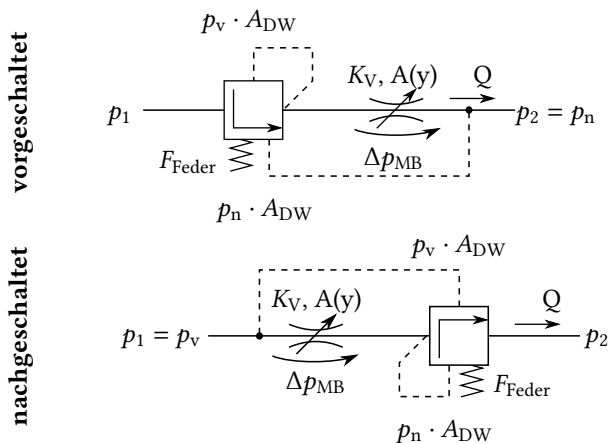 vorgeschaltet
p_v · A_DW
K_V, A(y)
Q
p_1
p_2 = p_n
F_Feder
Δp_MB
p_n · A_DW
nachgeschaltet
p_v · A_DW
K_V, A(y)
Q
p_1 = p_v
p_2
Δp_MB
F_Feder
p_n · A_DW